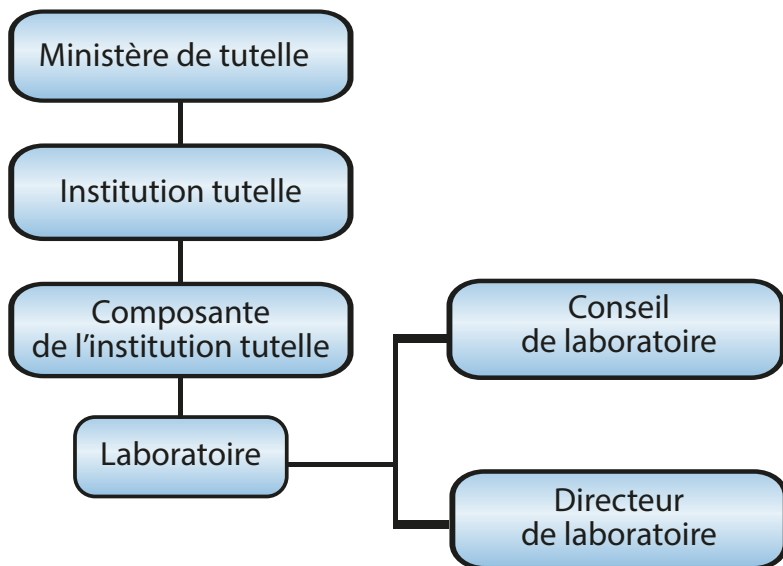 Ministère de tutelle
Institution tutelle
Composante
de l'institution tutelle
Laboratoire
Conseil
de laboratoire
Directeur
de laboratoire